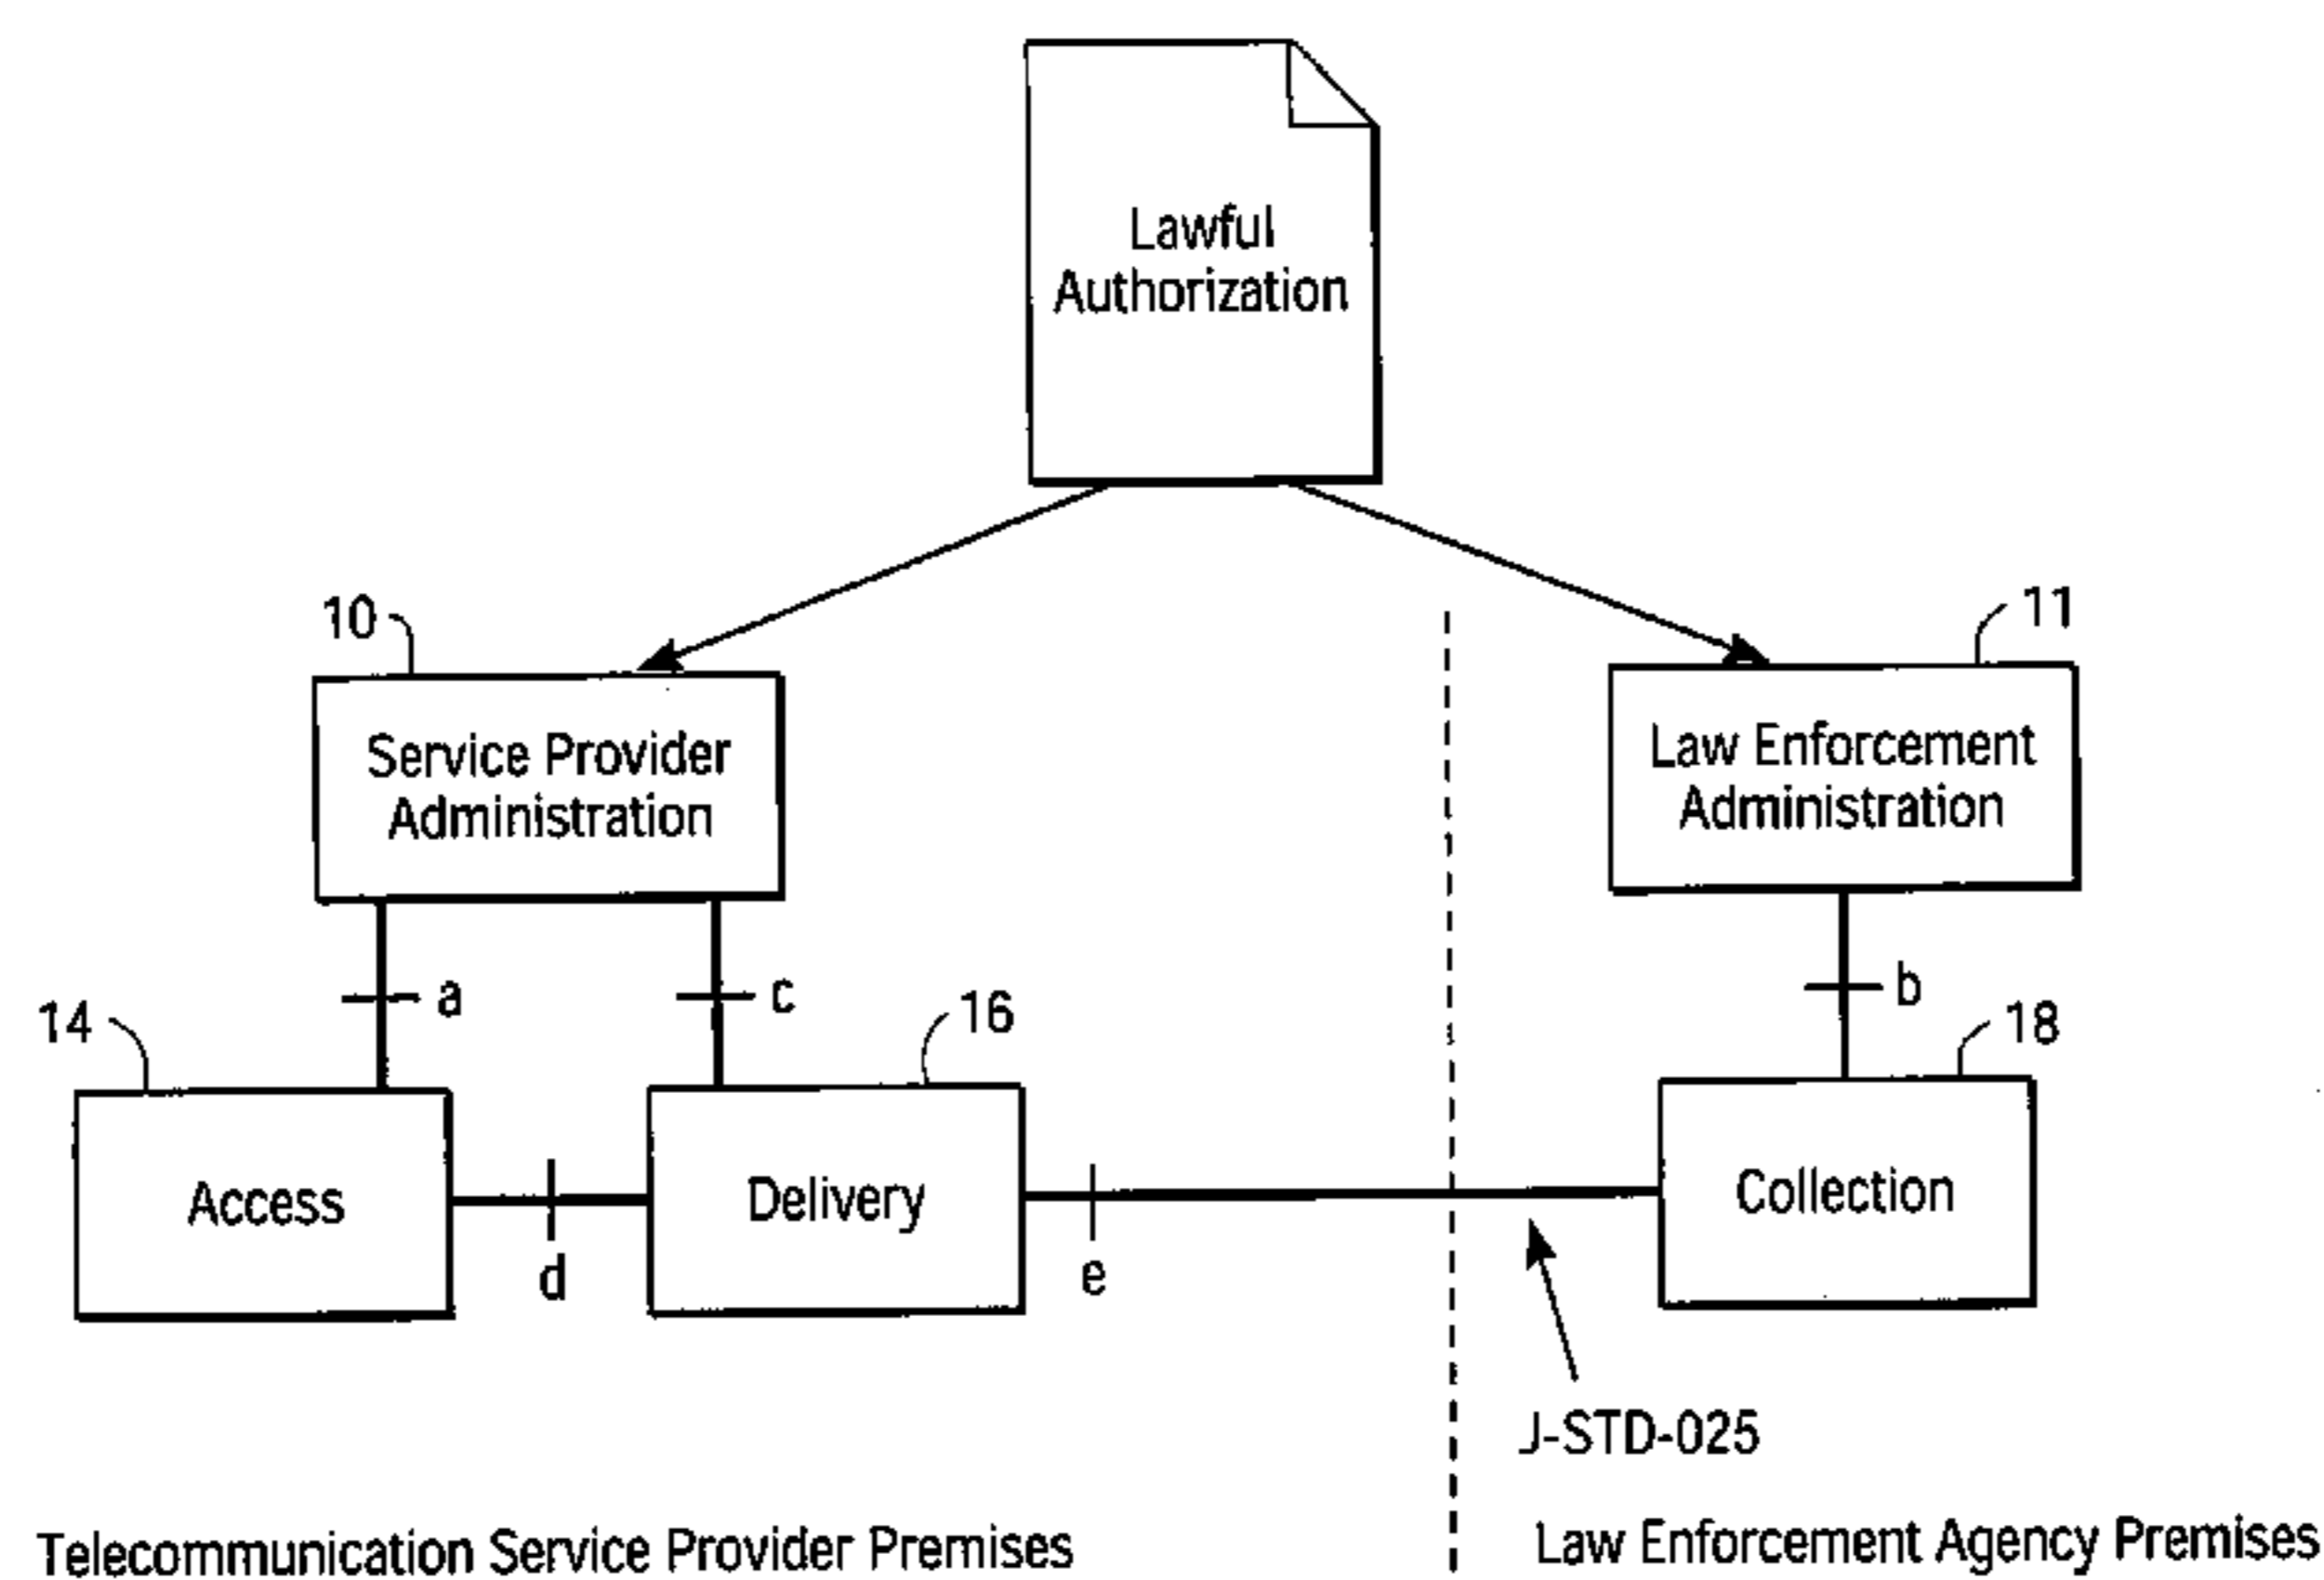 Lawful
Authorization
10
11
Service Provider
Administration
Law Enforcement
Administration
a
c
b
14
16
18
Access
Delivery
Collection
d
e
J-STD-025
Telecommunication Service Provider Premises
Law Enforcement Agency Premises